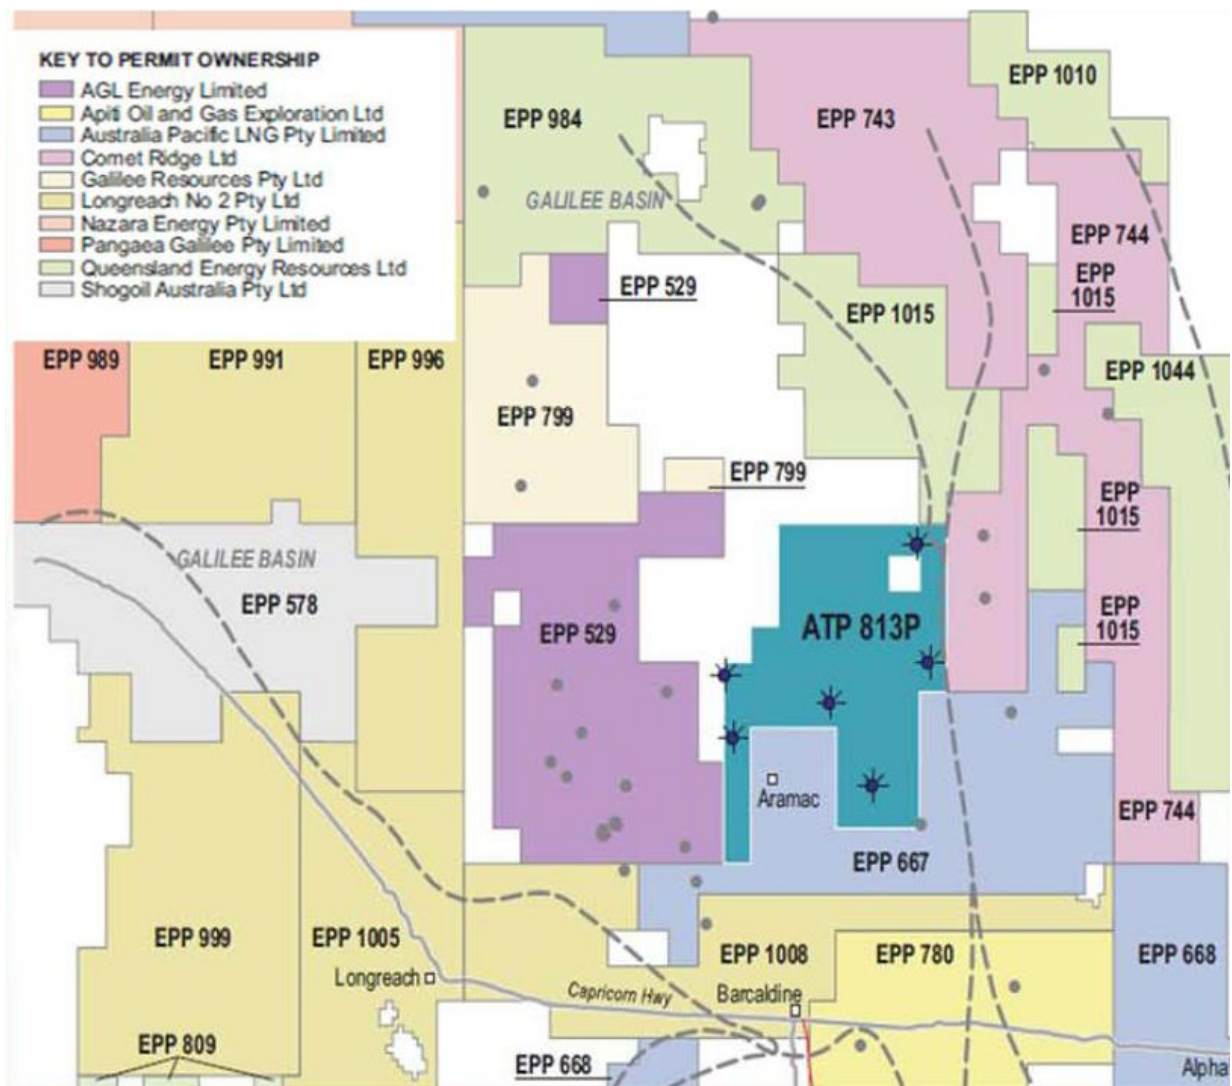 KEY TO PERMIT OWNERSHIP
AGL Energy Limited
Apiti Oil and Gas Exploration Ltd
Australia Pacific LNG Pty Limited
Comet Ridge Ltd
Galilee Resources Pty Ltd
Longreach No 2 Pty Ltd
Nazara Energy Pty Limited
Pangaea Galilee Pty Limited
Queensland Energy Resources Ltd
Shogoil Australia Pty Ltd
EPP 1010
EPP 984
EPP 743
GALILEE BASIN
EPP 744
EPP 529
EPP
1015
EPP 1015
EPP 989
EPP 991
EPP 996
EPP 1044
EPP 799
EPP 799
EPP
1015
GALILEE BASIN
EPP 578
EPP 529
ATP 813P
EPP
1015
Aramac
EPP 744
EPP 667
EPP 999
EPP 1005
EPP 1008
EPP 780
EPP 668
Longreach
Capricorn Hwy
Barcaldine
EPP 809
EPP 668
Alpha